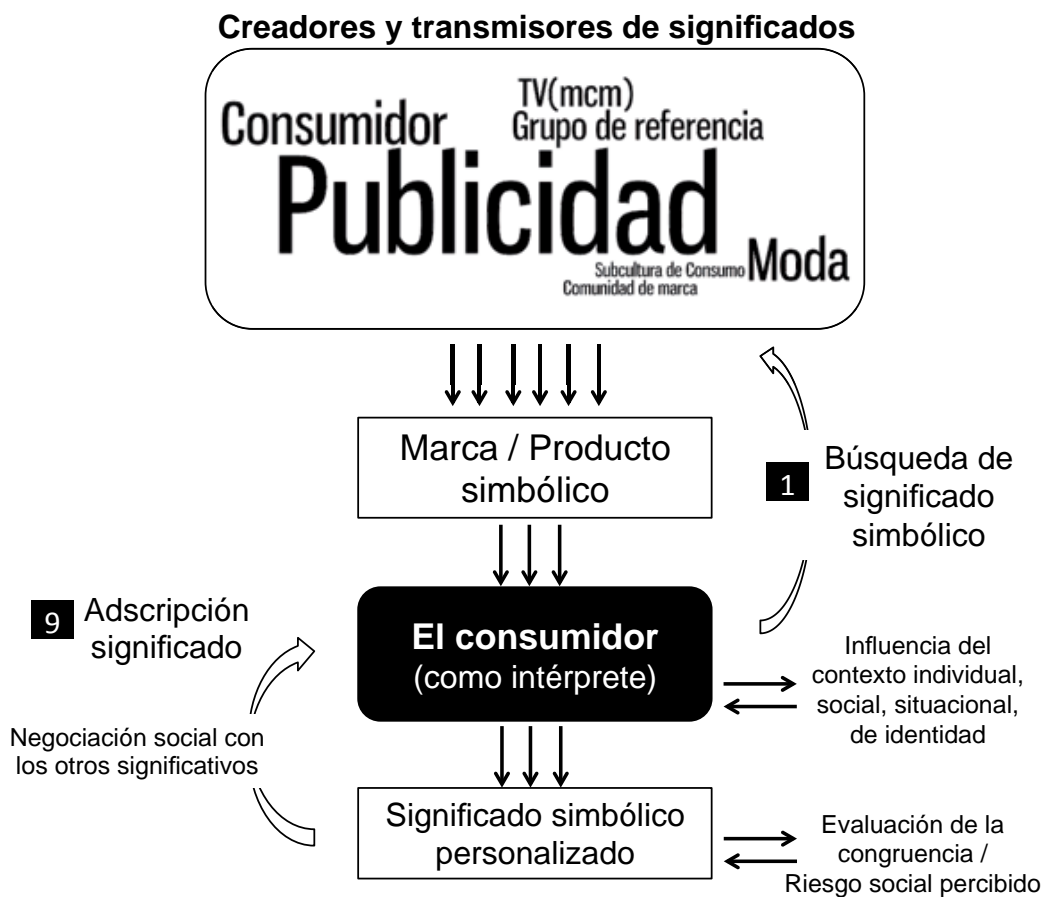 Creadores y transmisores de significados
TV(mcm)
Consumidor
Grupo de referencia
Publicidad
Moda
Subcultura de Consumo
Comunidad de marca
Marca / Producto
simbólico
1
Búsqueda de
significado
simbólico
9
Adscripción
significado
El consumidor
(como intérprete)
Influencia del
contexto individual,
social, situacional,
de identidad
Negociación social con
los otros significativos
Significado simbólico
personalizado
Evaluación de la
congruencia /
Riesgo social percibido